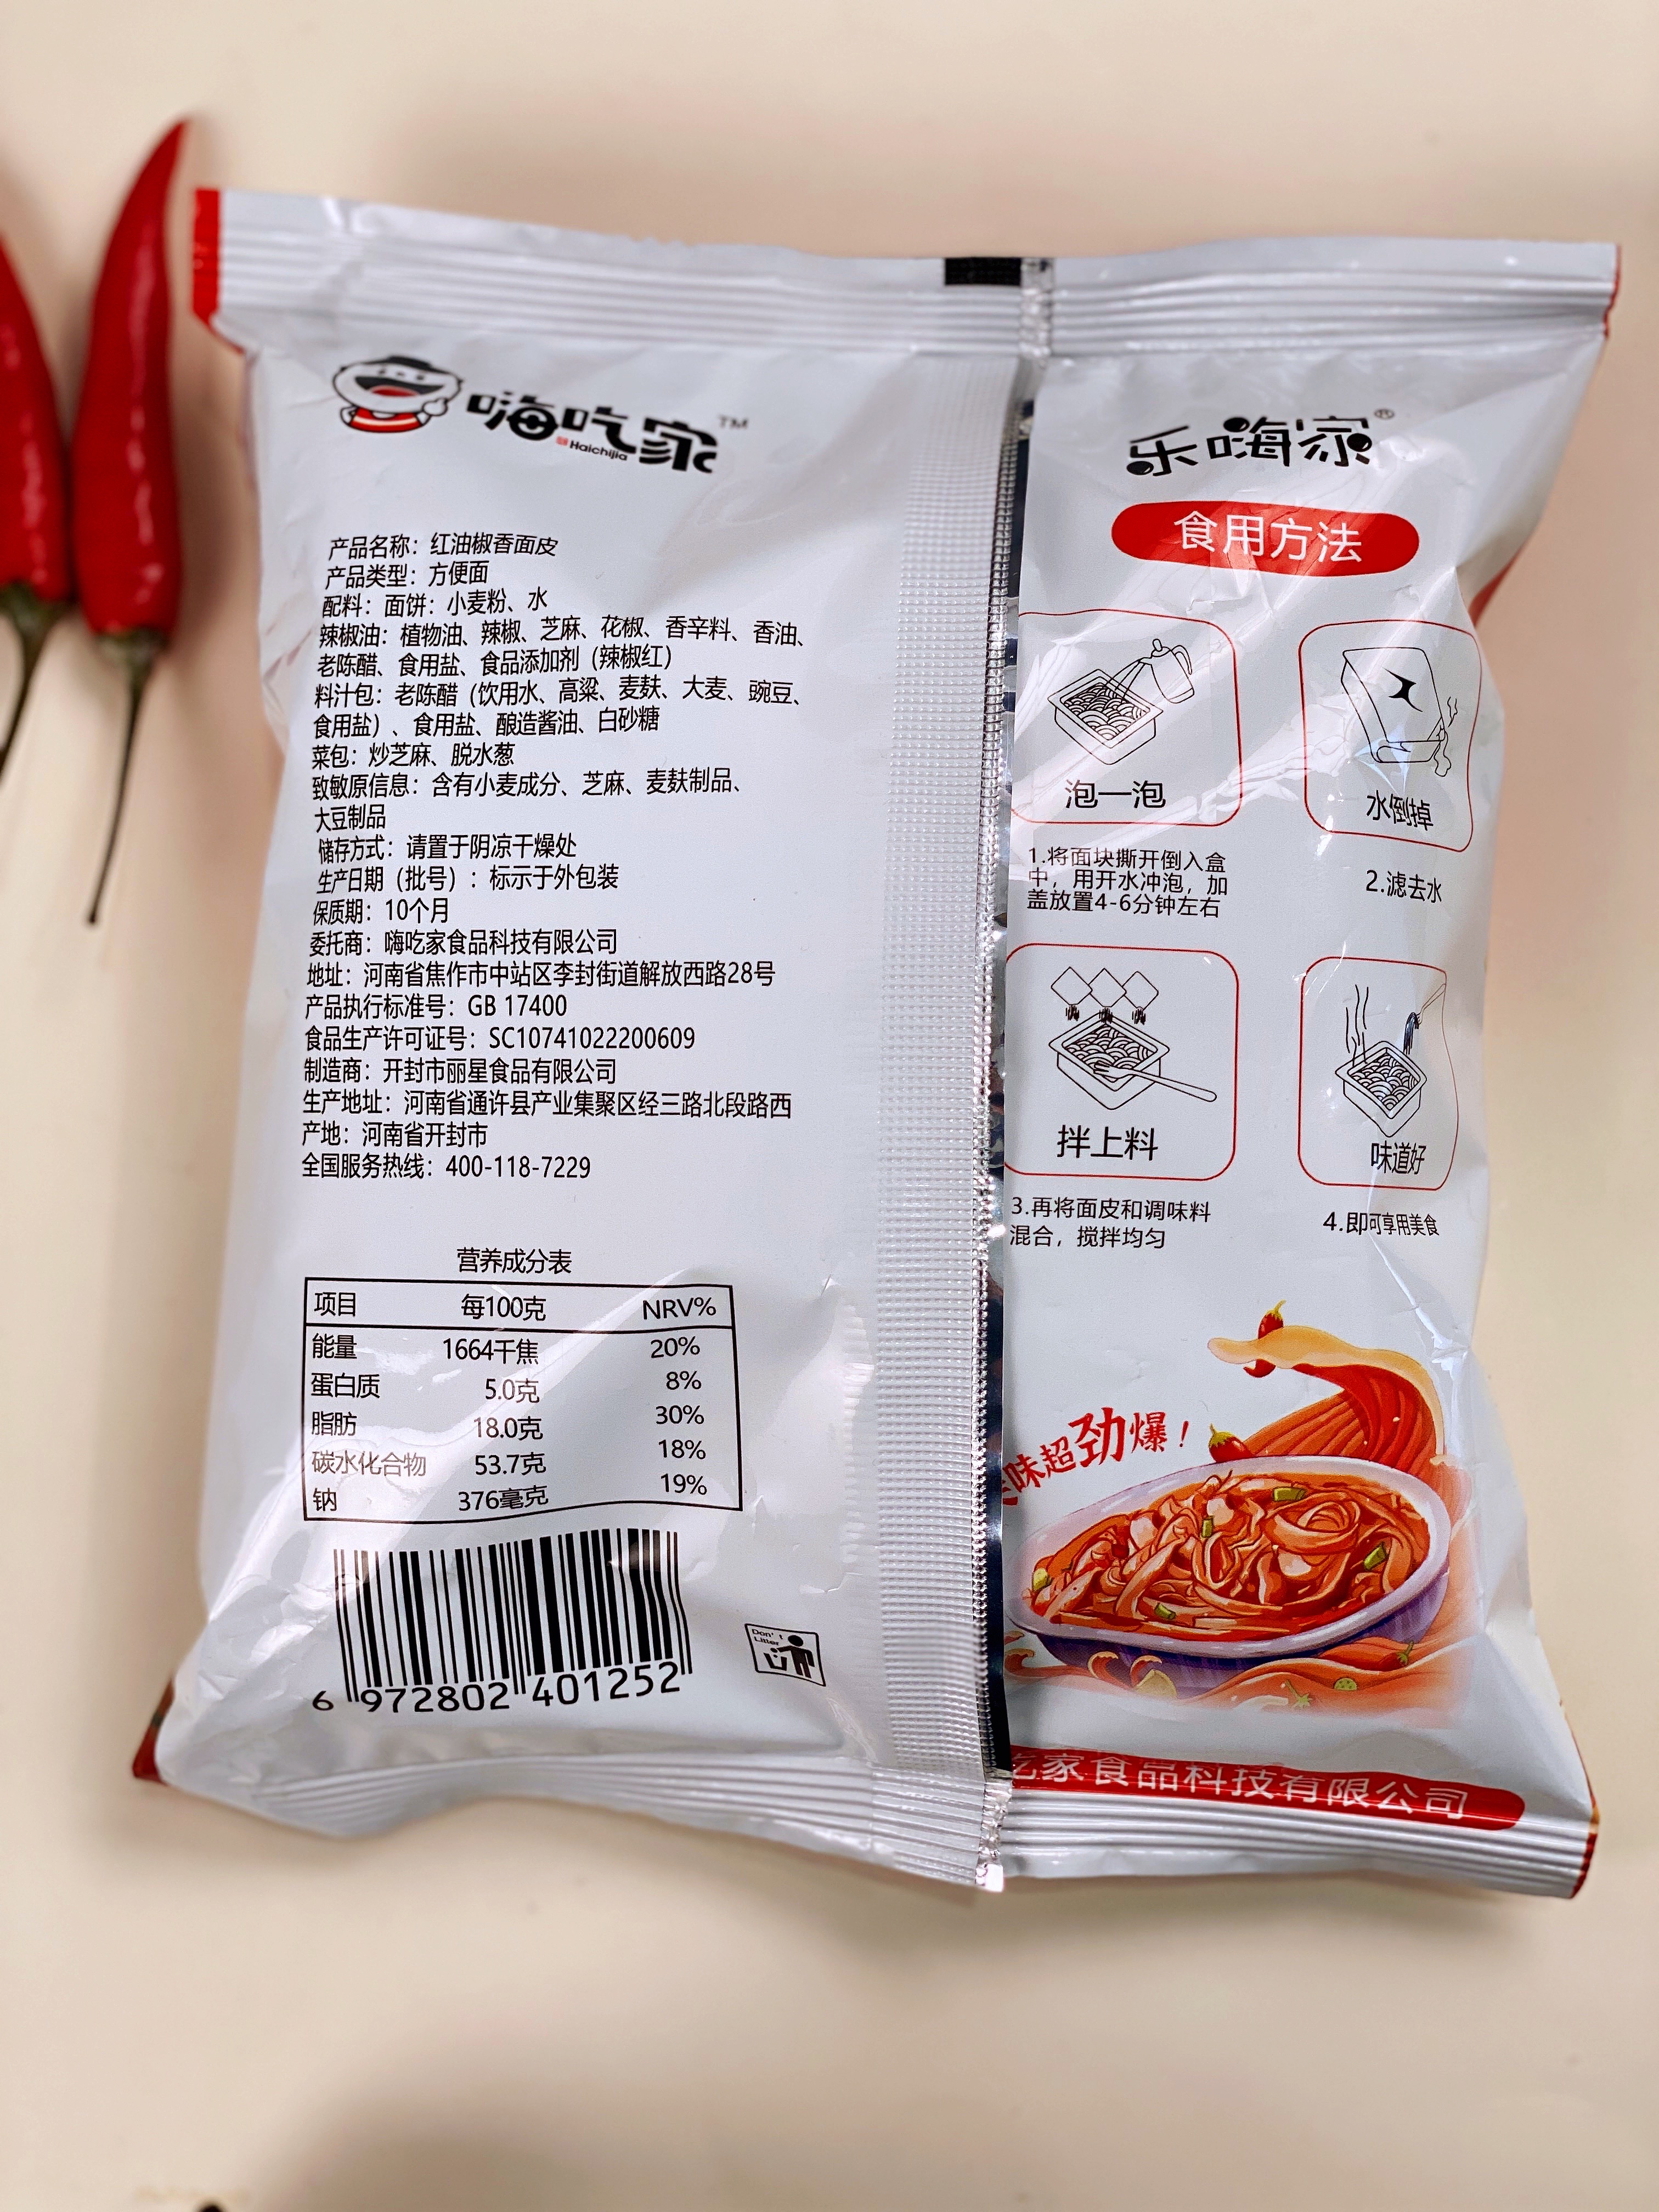 嗨吃家™
Haichijia
产品名称：红油椒香面皮
产品类型：方便面
配料：面饼：小麦粉、水
辣椒油：植物油、辣椒、芝麻、花椒、香辛料、香油、
老陈醋、食用盐、食品添加剂（辣椒红）
料汁包：老陈醋（饮用水、高粱、麦麸、大麦、豌豆、
食用盐）、食用盐、酿造酱油、白砂糖
菜包：炒芝麻、脱水葱
致敏原信息：含有小麦成分、芝麻、麦麸制品、
大豆制品
储存方式：请置于阴凉干燥处
生产日期（批号）：标示于外包装
保质期：10个月
委托商：嗨吃家食品科技有限公司
地址：河南省焦作市中站区李封街道解放西路28号
产品执行标准号：GB 17400
食品生产许可证号：SC10741022200609
制造商：开封市丽星食品有限公司
生产地址：河南省通许县产业集聚区经三路北段路西
产地：河南省开封市
全国服务热线：400-118-7229
营养成分表
项目 每100克 NRV%
能量 1664千焦 20%
蛋白质 5.0克 8%
脂肪 18.0克 30%
碳水化合物 53.7克 18%
钠 376毫克 19%
6 972802 401252
Don't
Litter
乐嗨家®
食用方法
泡一泡
1.将面块撕开倒入盒
中，用开水冲泡，加
盖放置4-6分钟左右
水倒掉
2.滤去水
拌上料
3.再将面皮和调味料
混合，搅拌均匀
味道好
4.即可享用美食
味超劲爆！
吃家食品科技有限公司